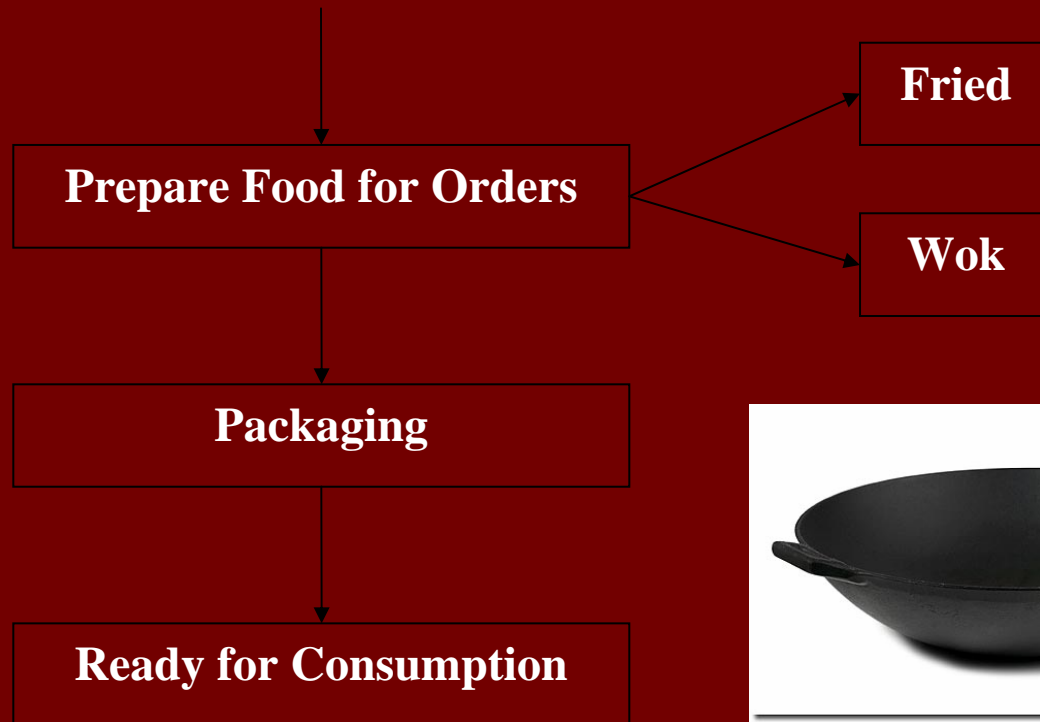 Fried
Prepare Food for Orders
Wok
Packaging
Ready for Consumption